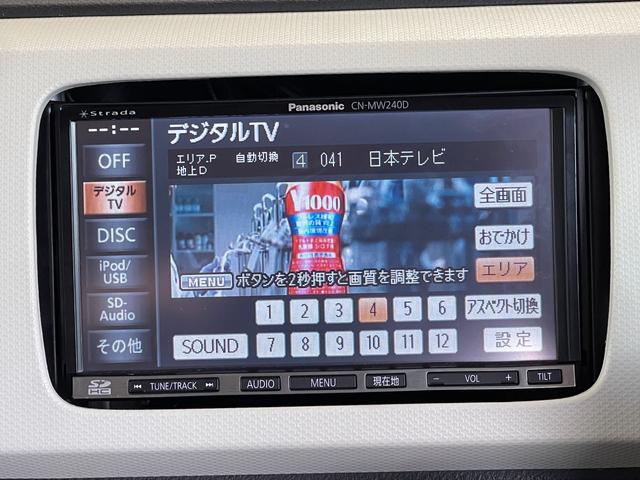 Strada
Panasonic CN-MW240D
--:--
デジタルTV
OFF
エリア.P 自動切換 4 041 日本テレビ
地上D
デジタル
TV
全画面
Y1000
DISC
おでかけ
iPod/
USB
エリア
MENU ボタンを2秒押すと画質を調整できます
SD-
Audio
1 2 3 4 5 6 アスペクト切換
その他
SOUND 7 8 9 10 11 12 設定
SD
HC
TUNE/TRACK AUDIO MENU 現在地 − VOL + TILT